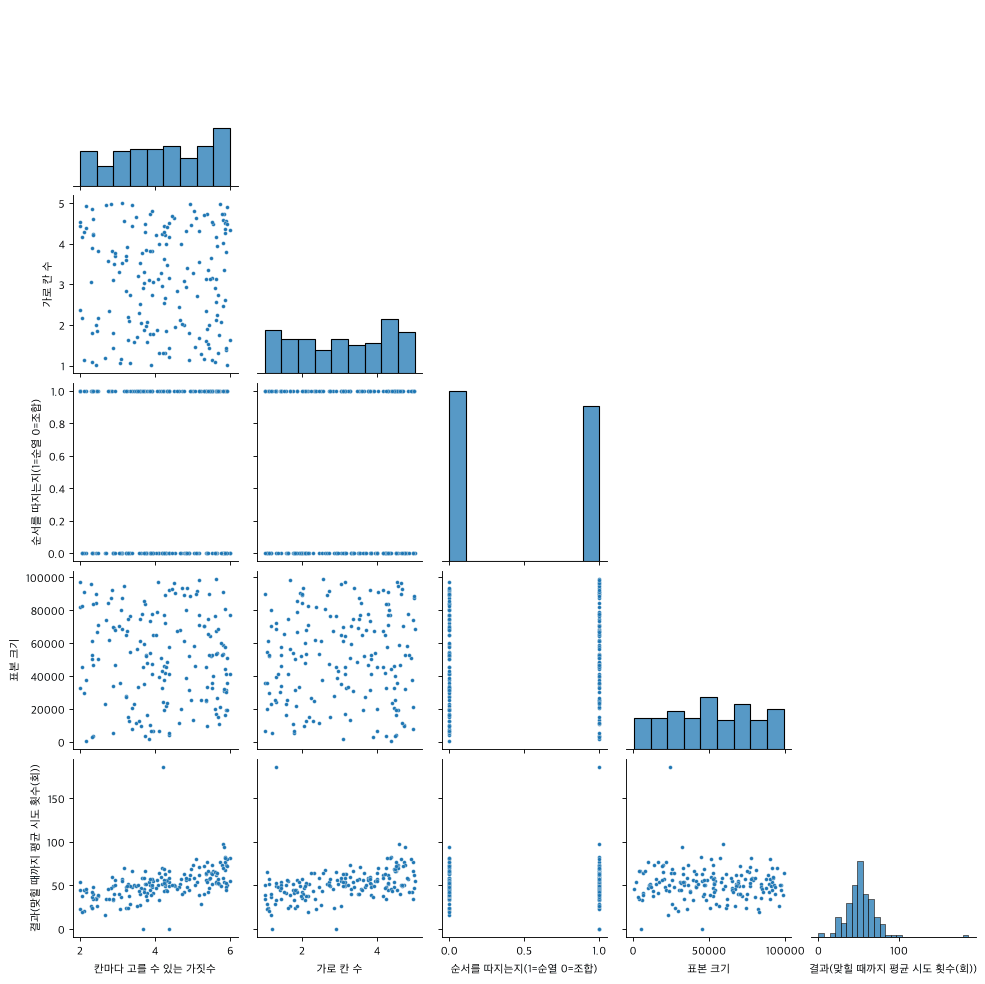 가로 칸 수
5
4
3
2
1
순서를 따지는지(1=순열 0=조합)
1.0
0.8
0.6
0.4
0.2
0.0
표본 크기
100000
80000
60000
40000
20000
0
결과(맞힐 때까지 평균 시도 횟수(회))
150
100
50
0
2 4 6
칸마다 고를 수 있는 가짓수
2 4
가로 칸 수
0.0 0.5 1.0
순서를 따지는지(1=순열 0=조합)
0 50000 100000
표본 크기
0 100
결과(맞힐 때까지 평균 시도 횟수(회))